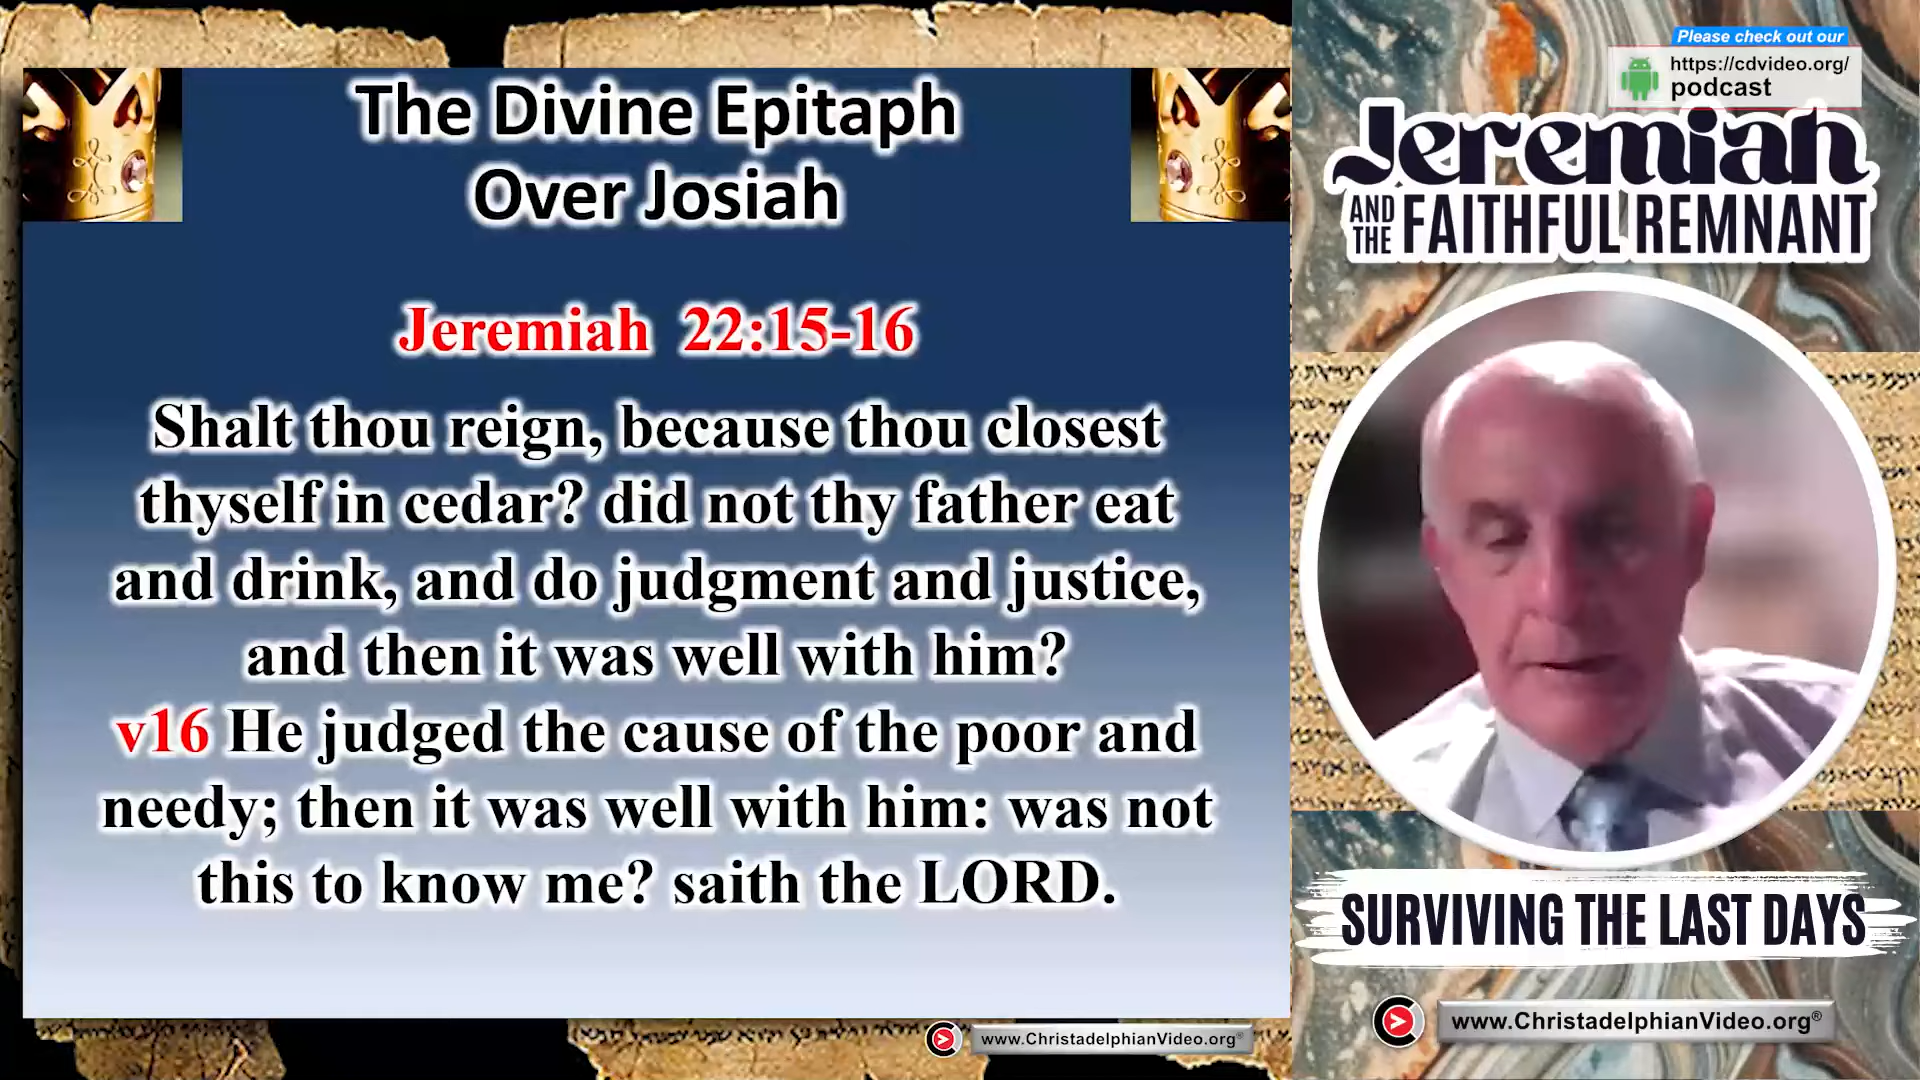 The Divine Epitaph
Over Josiah
Jeremiah 22:15-16
Shalt thou reign, because thou closest
thyself in cedar? did not thy father eat
and drink, and do judgment and justice,
and then it was well with him?
v16 He judged the cause of the poor and
needy; then it was well with him: was not
this to know me? saith the LORD.
www.ChristadelphianVideo.org®
Please check out our
https://cdvideo.org/
podcast
Jeremiah
AND THE FAITHFUL REMNANT
SURVIVING THE LAST DAYS
www.ChristadelphianVideo.org®